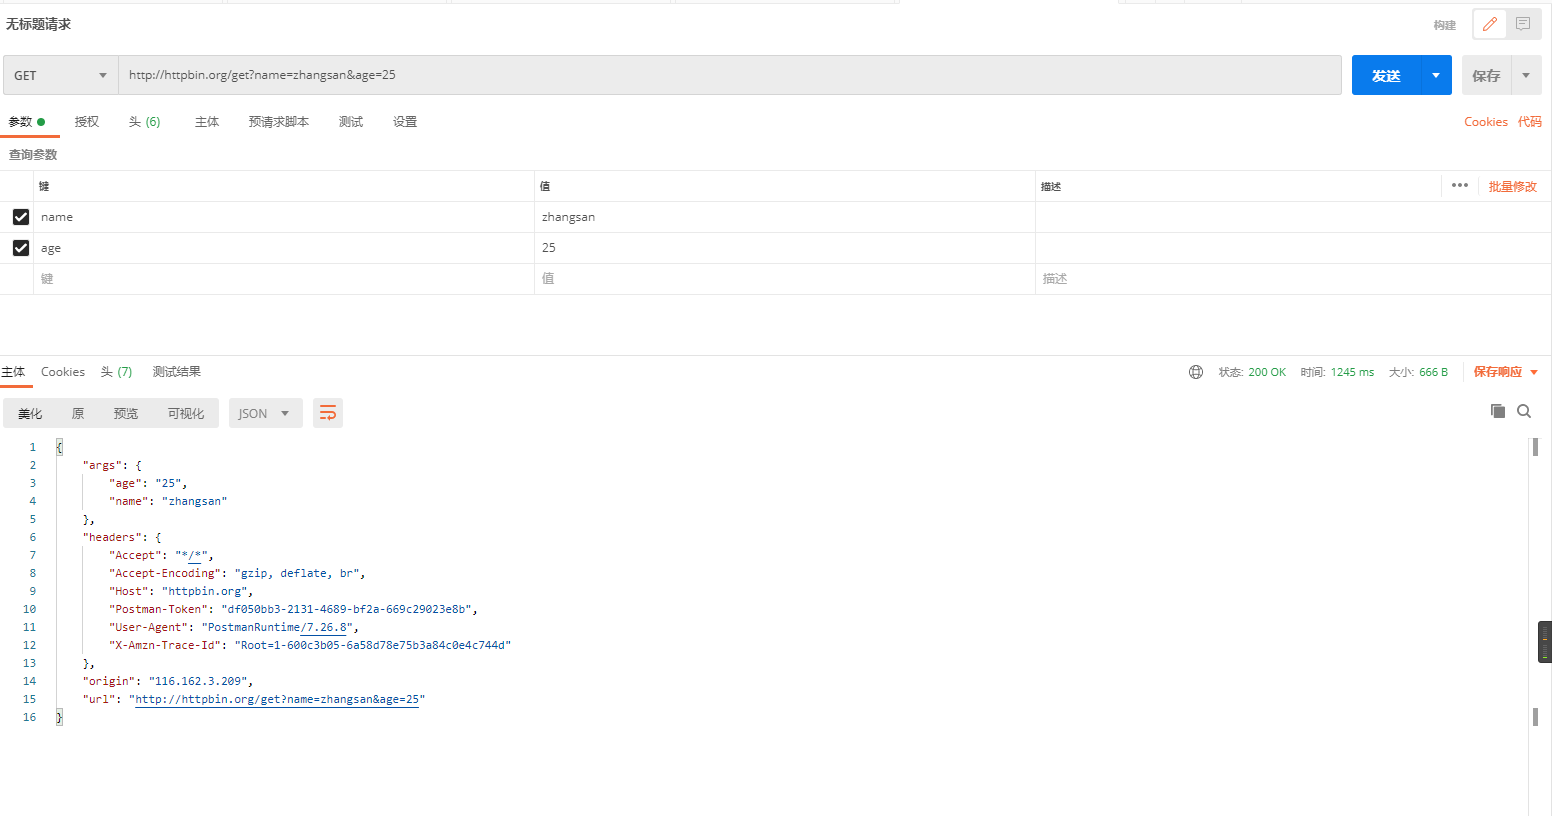 无标题请求
构建
GET http://httpbin.org/get?name=zhangsan&age=25 发送 保存
参数 授权 头 (6) 主体 预请求脚本 测试 设置 Cookies 代码
查询参数
键 值 描述 ••• 批量修改
name zhangsan
age 25
键 值 描述
主体 Cookies 头 (7) 测试结果 状态: 200 OK 时间: 1245 ms 大小: 666 B 保存响应
美化 原 预览 可视化 JSON
1 {
2 "args": {
3 "age": "25",
4 "name": "zhangsan"
5 },
6 "headers": {
7 "Accept": "*/*",
8 "Accept-Encoding": "gzip, deflate, br",
9 "Host": "httpbin.org",
10 "Postman-Token": "df050bb3-2131-4689-bf2a-669c29023e8b",
11 "User-Agent": "PostmanRuntime/7.26.8",
12 "X-Amzn-Trace-Id": "Root=1-600c3b05-6a58d78e75b3a84c0e4c744d"
13 },
14 "origin": "116.162.3.209",
15 "url": "http://httpbin.org/get?name=zhangsan&age=25"
16 }